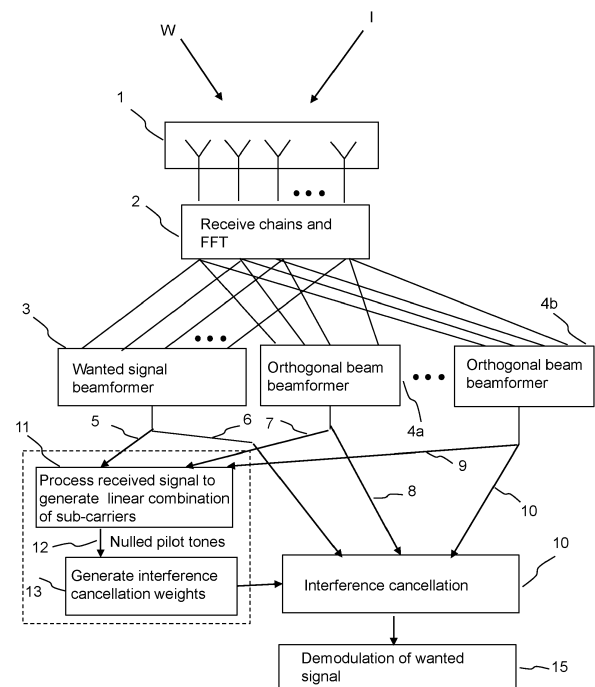 W
I
1
2
Receive chains and
FFT
4b
3
Wanted signal
beamformer
Orthogonal beam
beamformer
Orthogonal beam
beamformer
4a
5
6
7
11
9
8
10
Process received signal to
generate linear combination
of sub-carriers
12
Nulled pilot tones
13
Generate interference
cancellation weights
Interference cancellation
10
Demodulation of wanted
signal
15